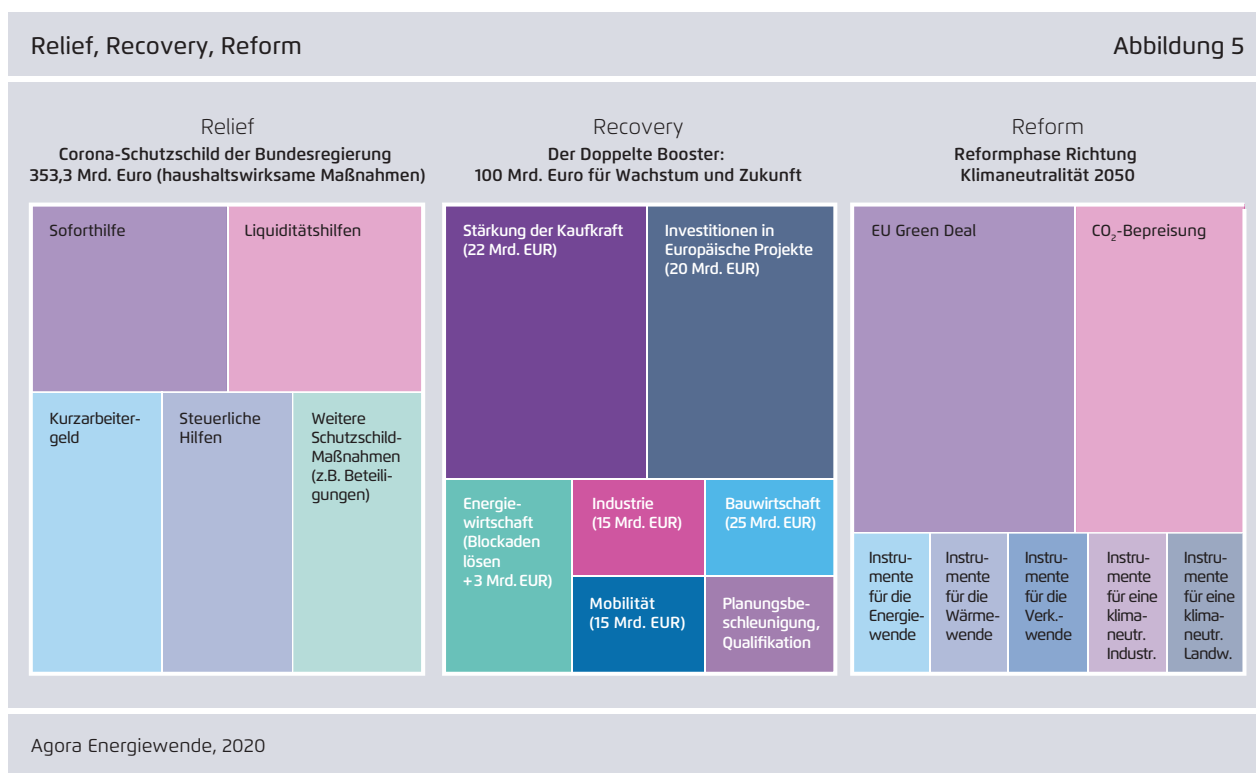 Relief, Recovery, Reform
Abbildung 5
Relief
Corona-Schutzschild der Bundesregierung
353,3 Mrd. Euro (haushaltswirksame Maßnahmen)
Soforthilfe
Liquiditätshilfen
Kurzarbeiter-
geld
Steuerliche
Hilfen
Weitere
Schutzschild-
Maßnahmen
(z.B. Beteili-
gungen)
Recovery
Der Doppelte Booster:
100 Mrd. Euro für Wachstum und Zukunft
Stärkung der Kaufkraft
(22 Mrd. EUR)
Investitionen in
Europäische Projekte
(20 Mrd. EUR)
Energie-
wirtschaft
(Blockaden
lösen
+3 Mrd. EUR)
Industrie
(15 Mrd. EUR)
Bauwirtschaft
(25 Mrd. EUR)
Mobilität
(15 Mrd. EUR)
Planungsbe-
schleunigung,
Qualifikation
Reform
Reformphase Richtung
Klimaneutralität 2050
EU Green Deal
CO₂-Bepreisung
Instru-
mente
für die
Energie-
wende
Instru-
mente
für die
Wärme-
wende
Instru-
mente
für die
Verk.-
wende
Instru-
mente
für eine
klima-
neutr.
Industr.
Instru-
mente
für eine
klima-
neutr.
Landw.
Agora Energiewende, 2020